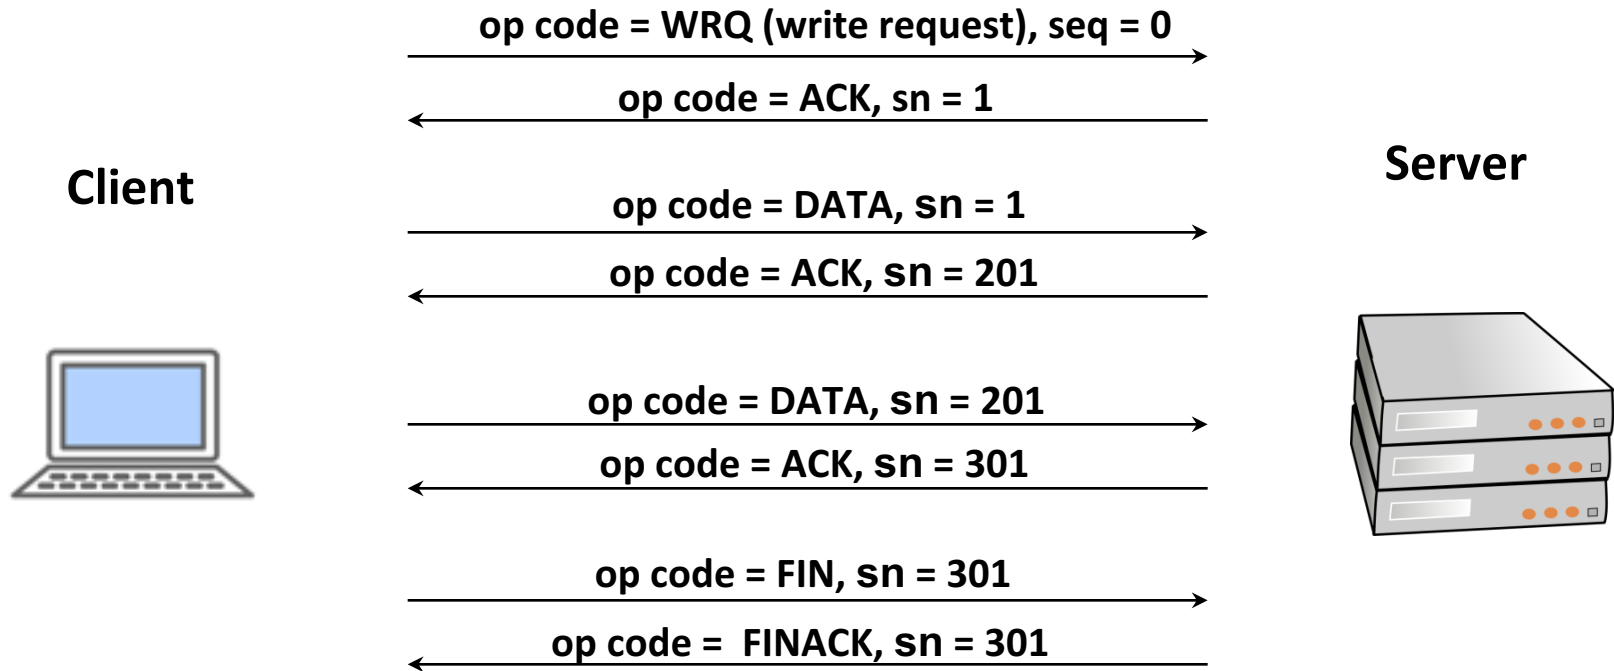 op code = WRQ (write request), seq = 0
op code = ACK, sn = 1
Client
Server
op code = DATA, sn = 1
op code = ACK, sn = 201
op code = DATA, sn = 201
op code = ACK, sn = 301
op code = FIN, sn = 301
op code = FINACK, sn = 301